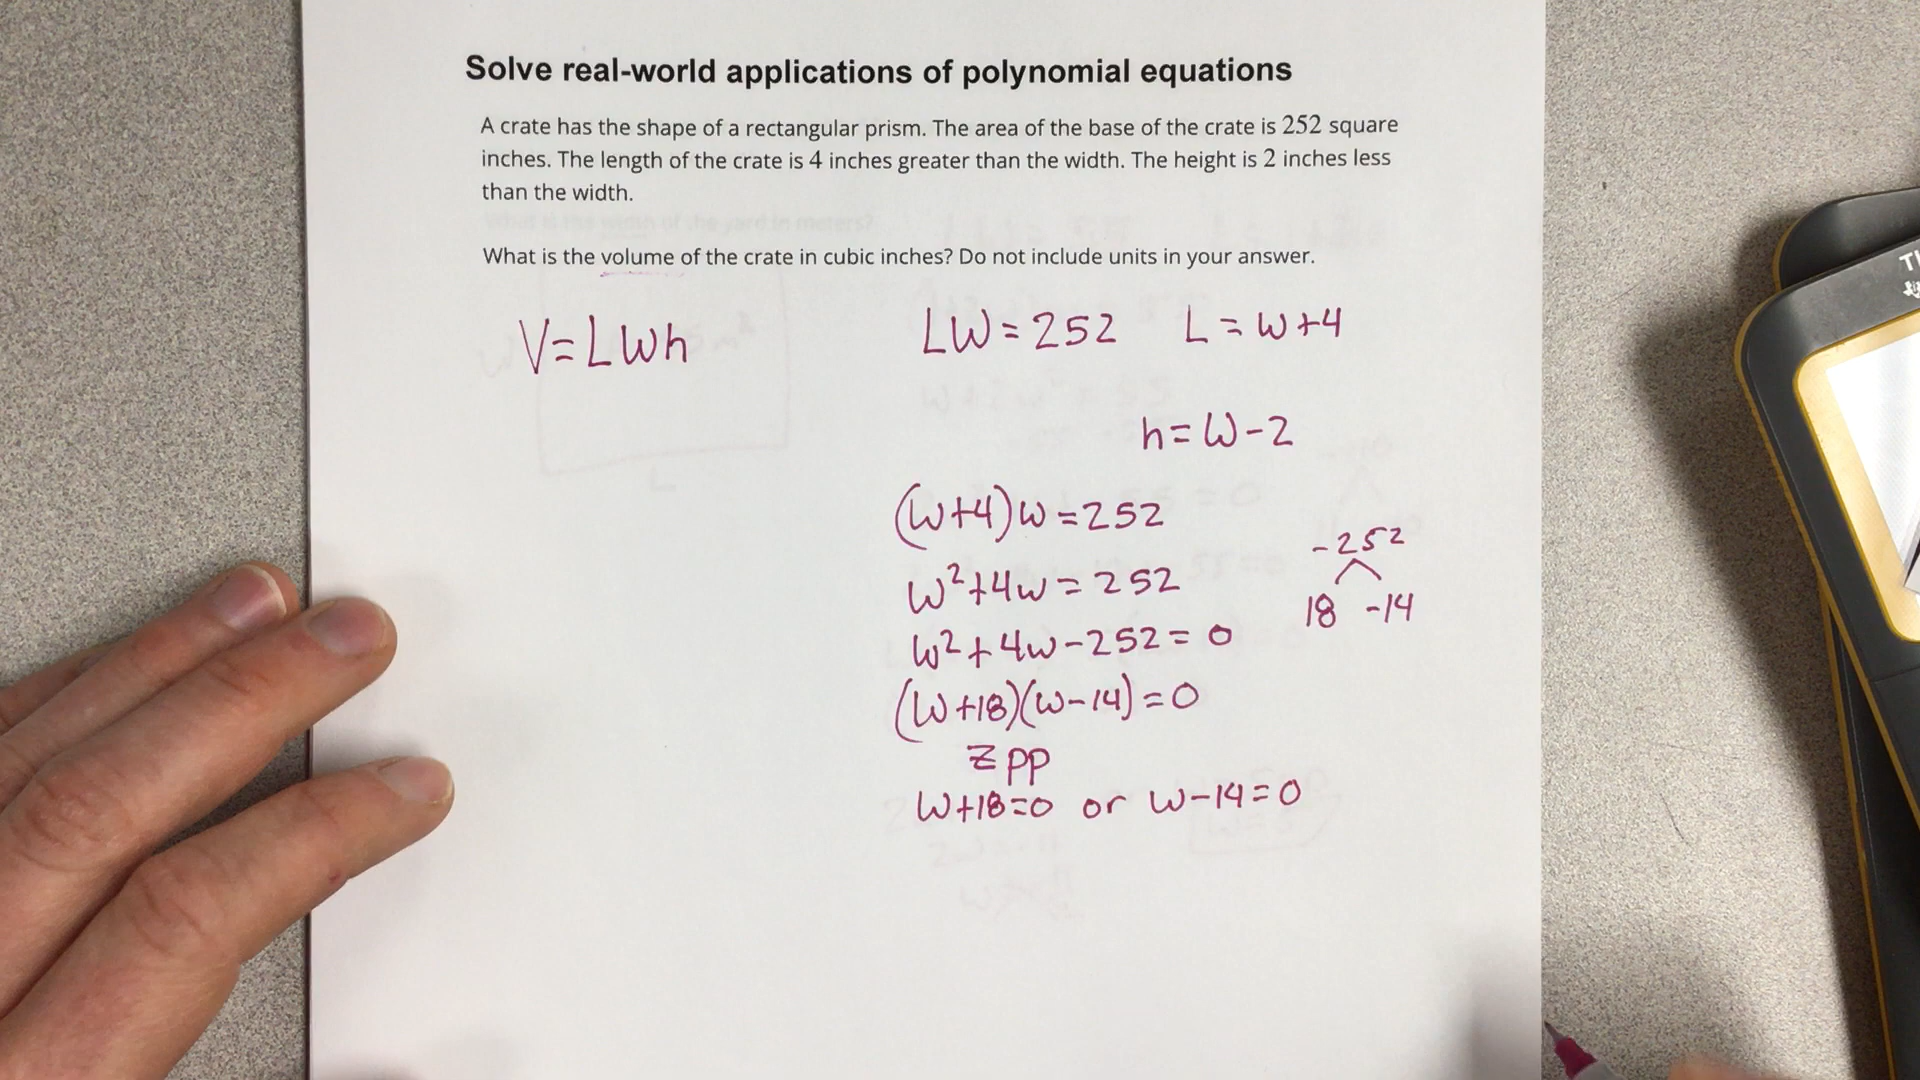 Solve real-world applications of polynomial equations
A crate has the shape of a rectangular prism. The area of the base of the crate is 252 square
inches. The length of the crate is 4 inches greater than the width. The height is 2 inches less
than the width.
What is the volume of the crate in cubic inches? Do not include units in your answer.
V=LWh
LW=252 L=W+4
h=W-2
(W+4)W=252
W²+4W=252
W²+4W-252=0
(W+18)(W-14)=0
ZPP
W+18=0 or W-14=0
-252
18 -14
TI